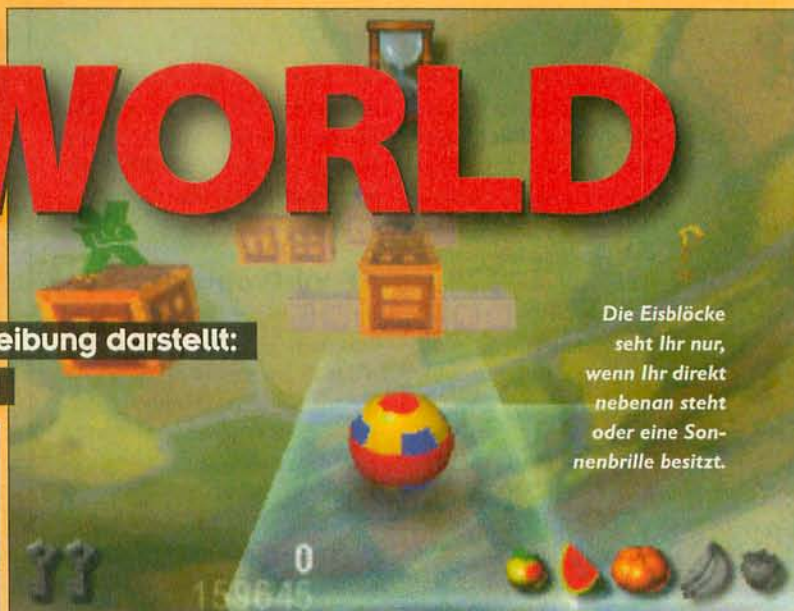 WORLD
eibung darstellt:
Die Eisblöcke
seht Ihr nur,
wenn Ihr direkt
nebenan steht
oder eine Son-
nenbrille besitzt.
0
159645